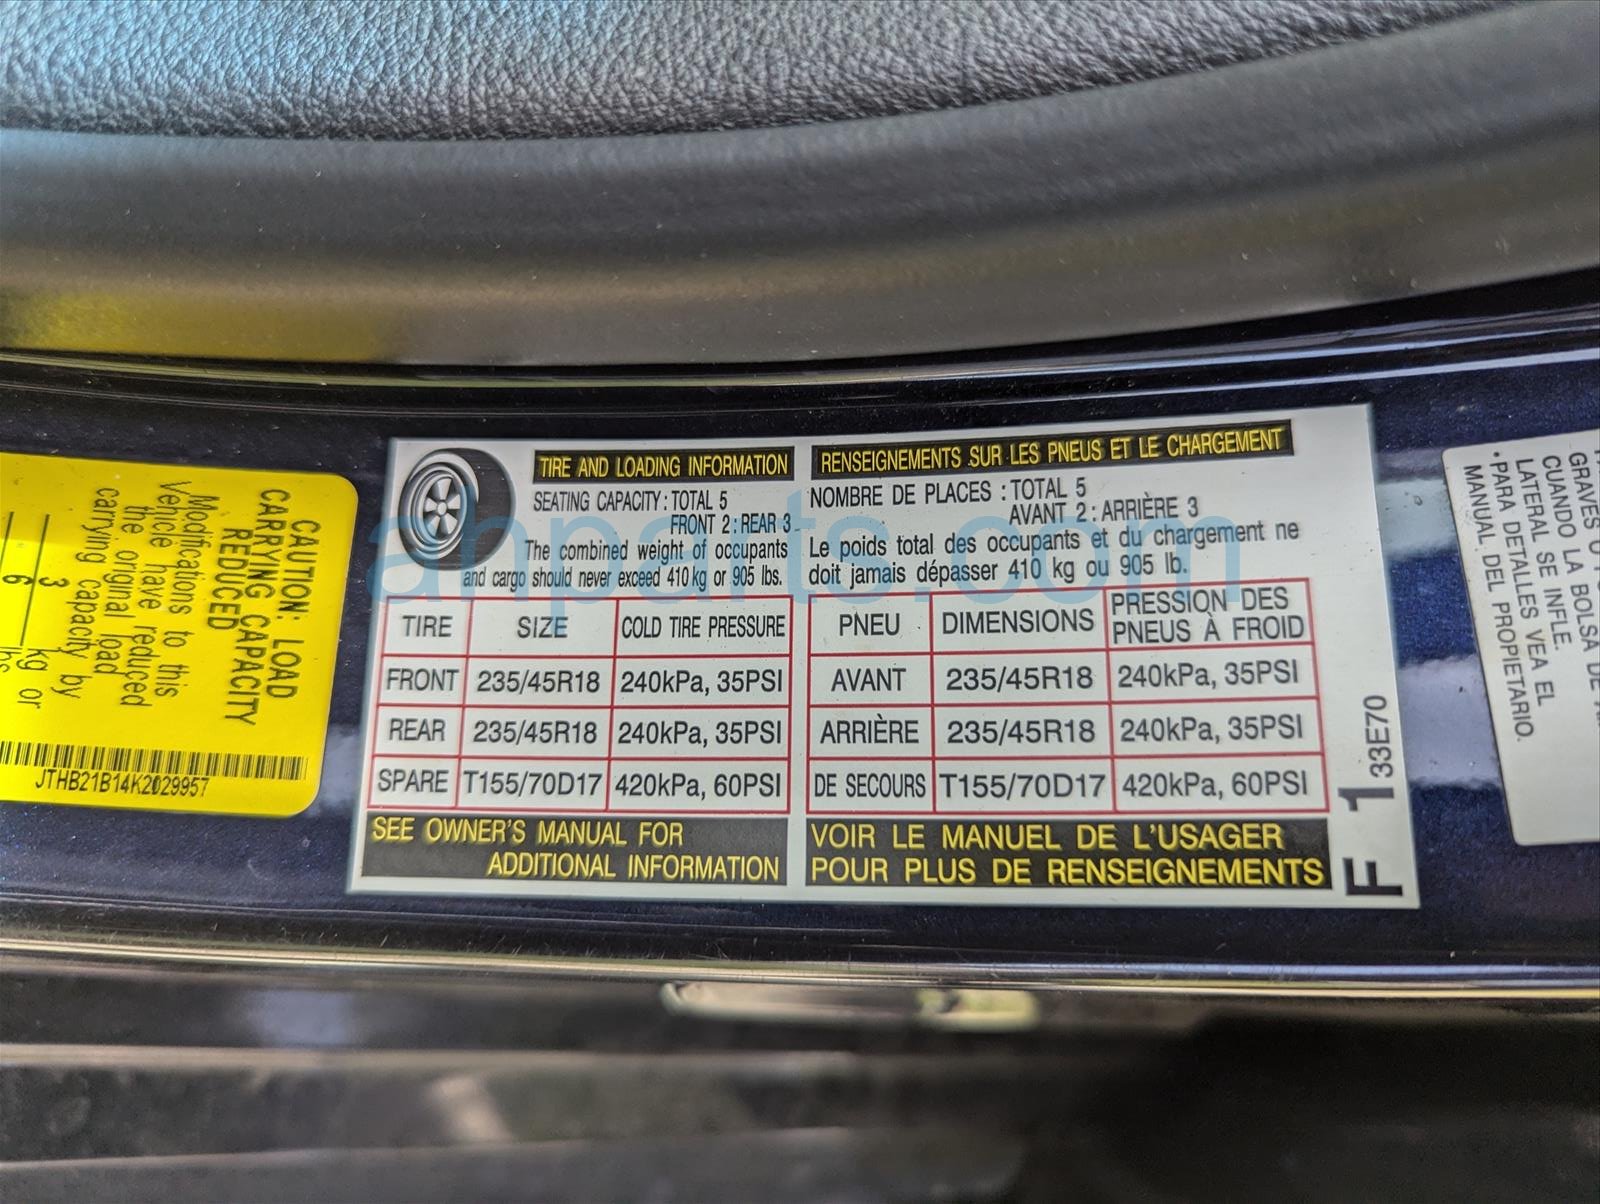 CAUTION: LOAD
CARRYING CAPACITY
REDUCED
Modifications to this
vehicle have reduced
the original load
carrying capacity by
3 kg or
6 lbs
JTHB21B14K2029957
TIRE AND LOADING INFORMATION
SEATING CAPACITY : TOTAL 5
FRONT 2 : REAR 3
The combined weight of occupants
and cargo should never exceed 410 kg or 905 lbs.
TIRE SIZE COLD TIRE PRESSURE
FRONT 235/45R18 240kPa, 35PSI
REAR 235/45R18 240kPa, 35PSI
SPARE T155/70D17 420kPa, 60PSI
SEE OWNER'S MANUAL FOR
ADDITIONAL INFORMATION
RENSEIGNEMENTS SUR LES PNEUS ET LE CHARGEMENT
NOMBRE DE PLACES : TOTAL 5
AVANT 2 : ARRIÈRE 3
Le poids total des occupants et du chargement ne
doit jamais dépasser 410 kg ou 905 lb.
PNEU DIMENSIONS PRESSION DES
PNEUS À FROID
AVANT 235/45R18 240kPa, 35PSI
ARRIÈRE 235/45R18 240kPa, 35PSI
DE SECOURS T155/70D17 420kPa, 60PSI
VOIR LE MANUEL DE L'USAGER
POUR PLUS DE RENSEIGNEMENTS
F 1 33E70
GRAVES
CUANDO LA BOLSA DE
LATERAL SE INFLE.
•PARA DETALLES VEA EL
MANUAL DEL PROPIETARIO.
ahparts.com